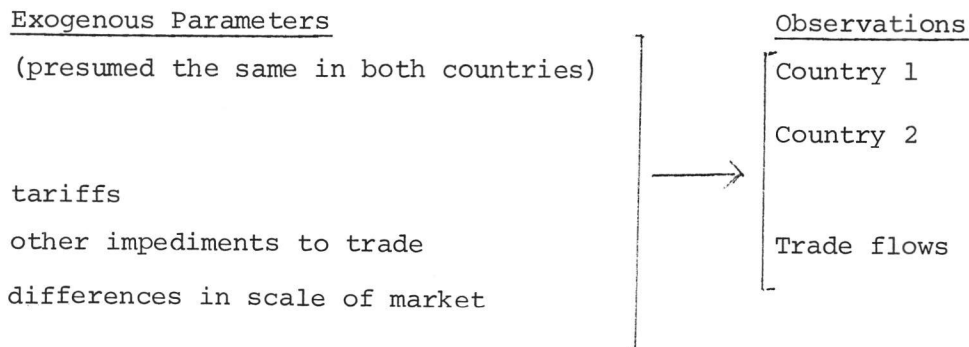 Exogenous Parameters
(presumed the same in both countries)
tariffs
other impediments to trade
differences in scale of market
Observations
Country 1
Country 2
Trade flows